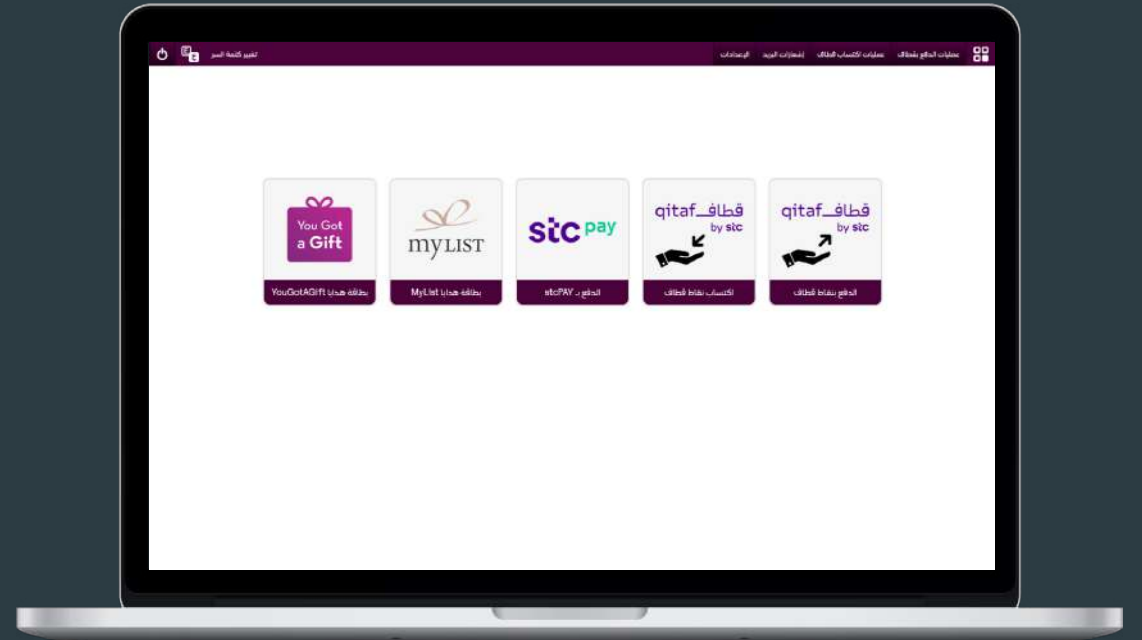 عمليات الدفع بقطاف
عمليات اكتساب قطاف
إشعارات البريد
الإعدادات
تغيير كلمة السر
قطاف qitaf
by stc
الدفع بنقاط قطاف
قطاف qitaf
by stc
اكتساب نقاط قطاف
stc pay
الدفع بـ stcPAY
MYLIST
بطاقة هدايا MyList
You Got
a Gift
بطاقة هدايا YouGotAGift